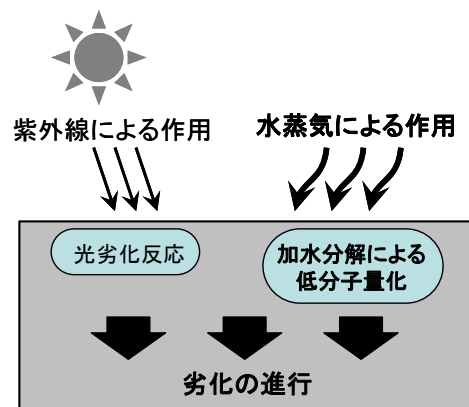 紫外線による作用
水蒸気による作用
光劣化反応
加水分解による
低分子量化
劣化の進行